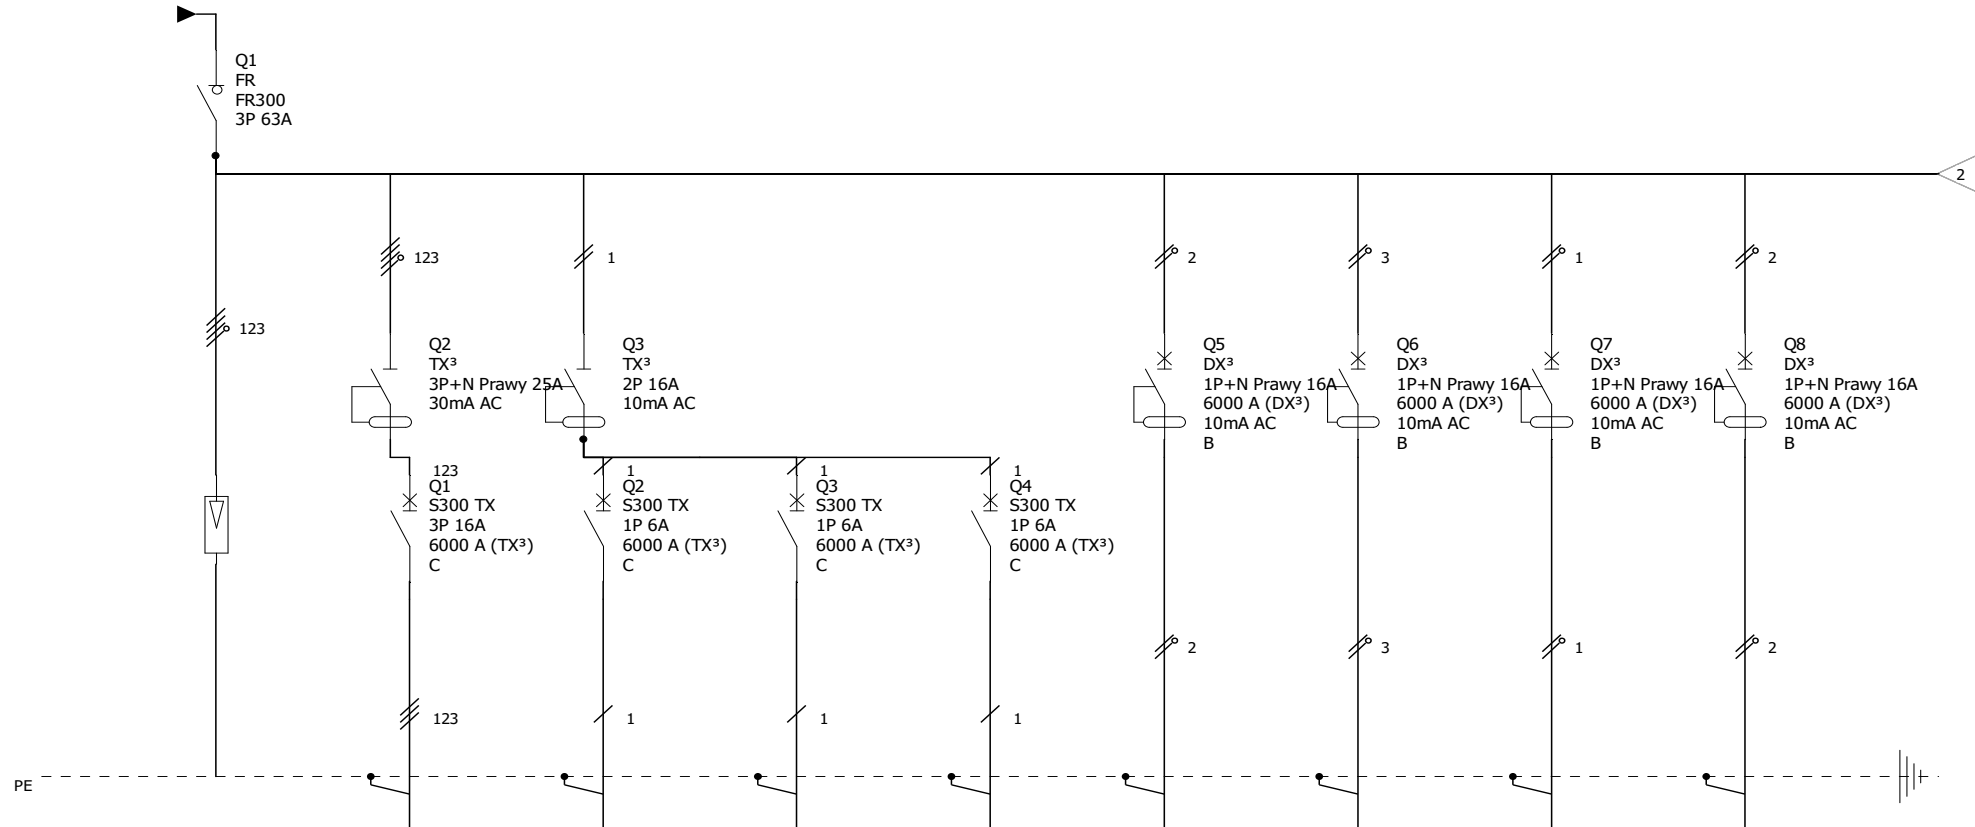 Q1
FR
FR300
3P 63A
2
123
1
2
3
1
2
123
Q2
TX³
3P+N Prawy 25A
30mA AC
Q3
TX³
2P 16A
10mA AC
Q5
DX³
1P+N Prawy 16A
6000 A (DX³)
10mA AC
B
Q6
DX³
1P+N Prawy 16A
6000 A (DX³)
10mA AC
B
Q7
DX³
1P+N Prawy 16A
6000 A (DX³)
10mA AC
B
Q8
DX³
1P+N Prawy 16A
6000 A (DX³)
10mA AC
B
123
Q1
S300 TX
3P 16A
6000 A (TX³)
C
1
Q2
S300 TX
1P 6A
6000 A (TX³)
C
1
Q3
S300 TX
1P 6A
6000 A (TX³)
C
1
Q4
S300 TX
1P 6A
6000 A (TX³)
C
2
3
1
2
123
1
1
1
PE